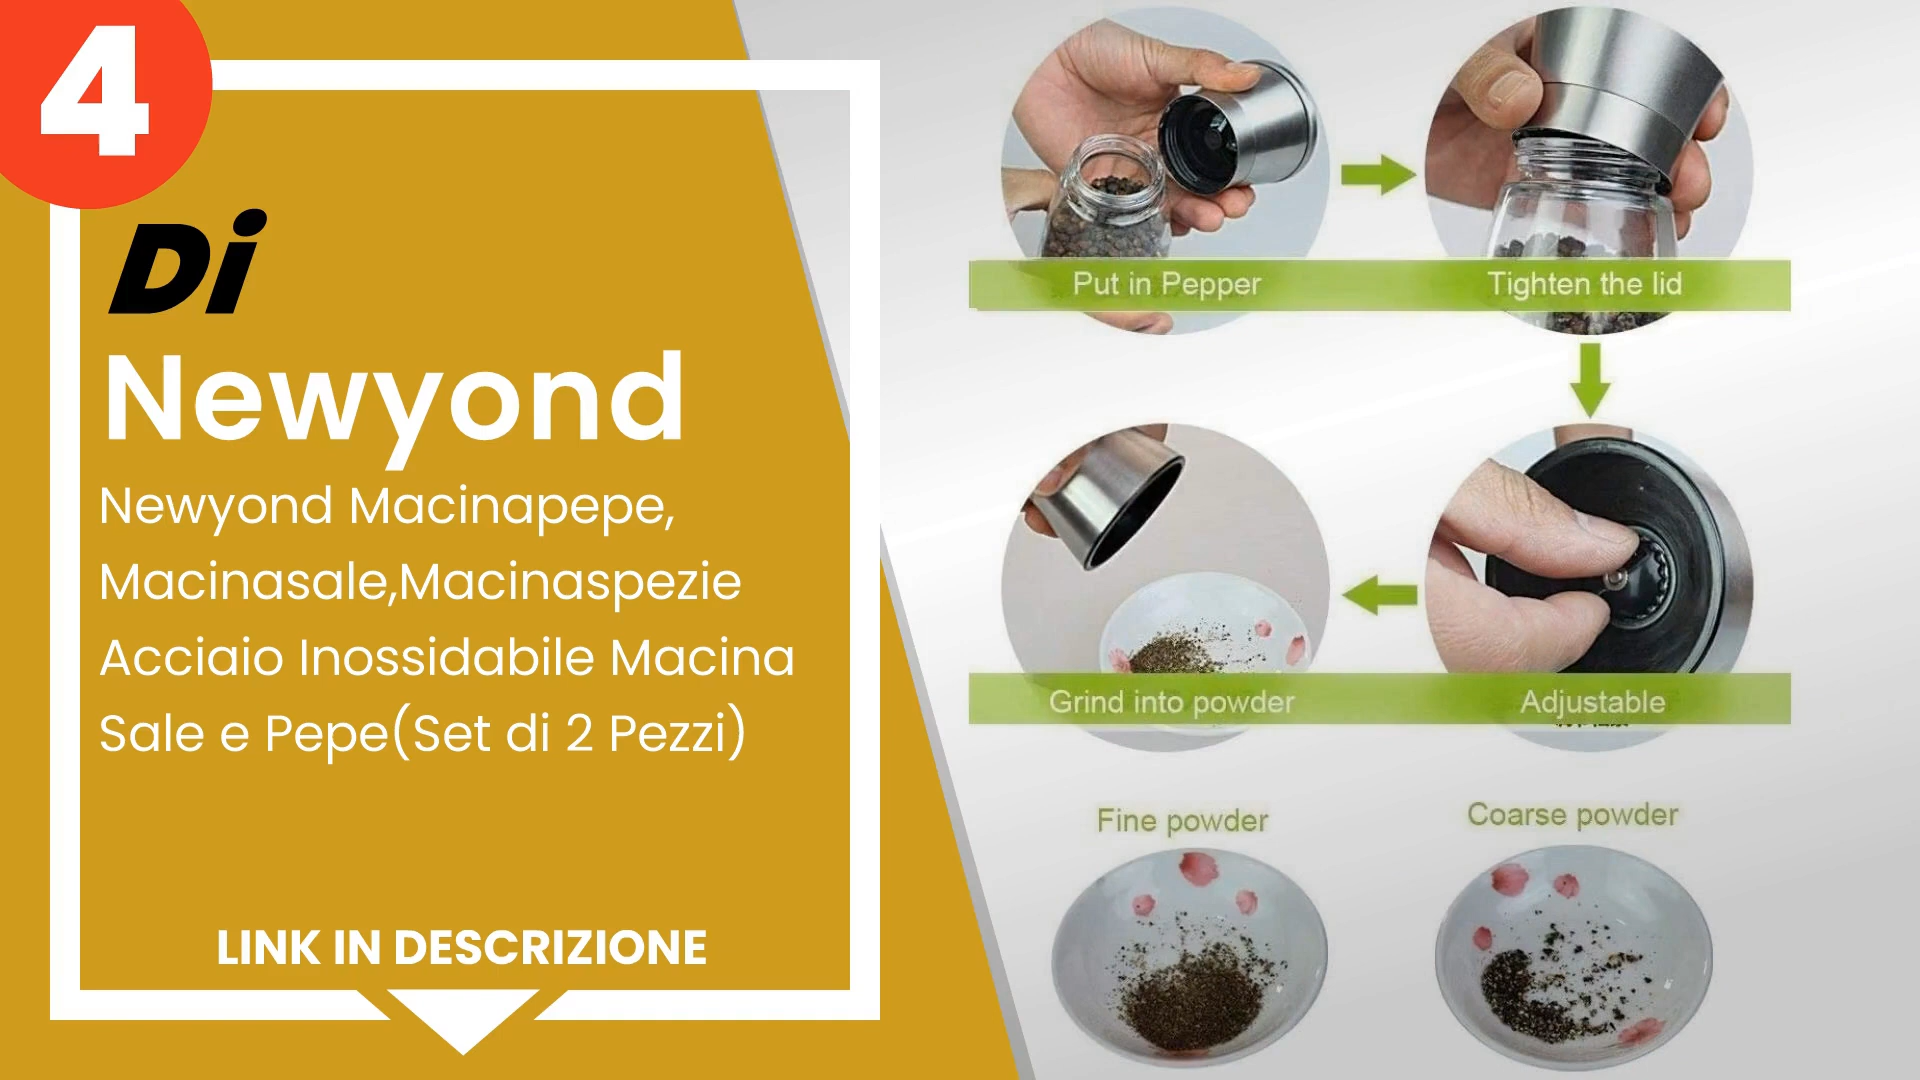 4
Di
Newyond
Newyond Macinapepe,
Macinasale,Macinaspezie
Acciaio Inossidabile Macina
Sale e Pepe(Set di 2 Pezzi)
LINK IN DESCRIZIONE
Put in Pepper
Tighten the lid
Grind into powder
Adjustable
Fine powder
Coarse powder